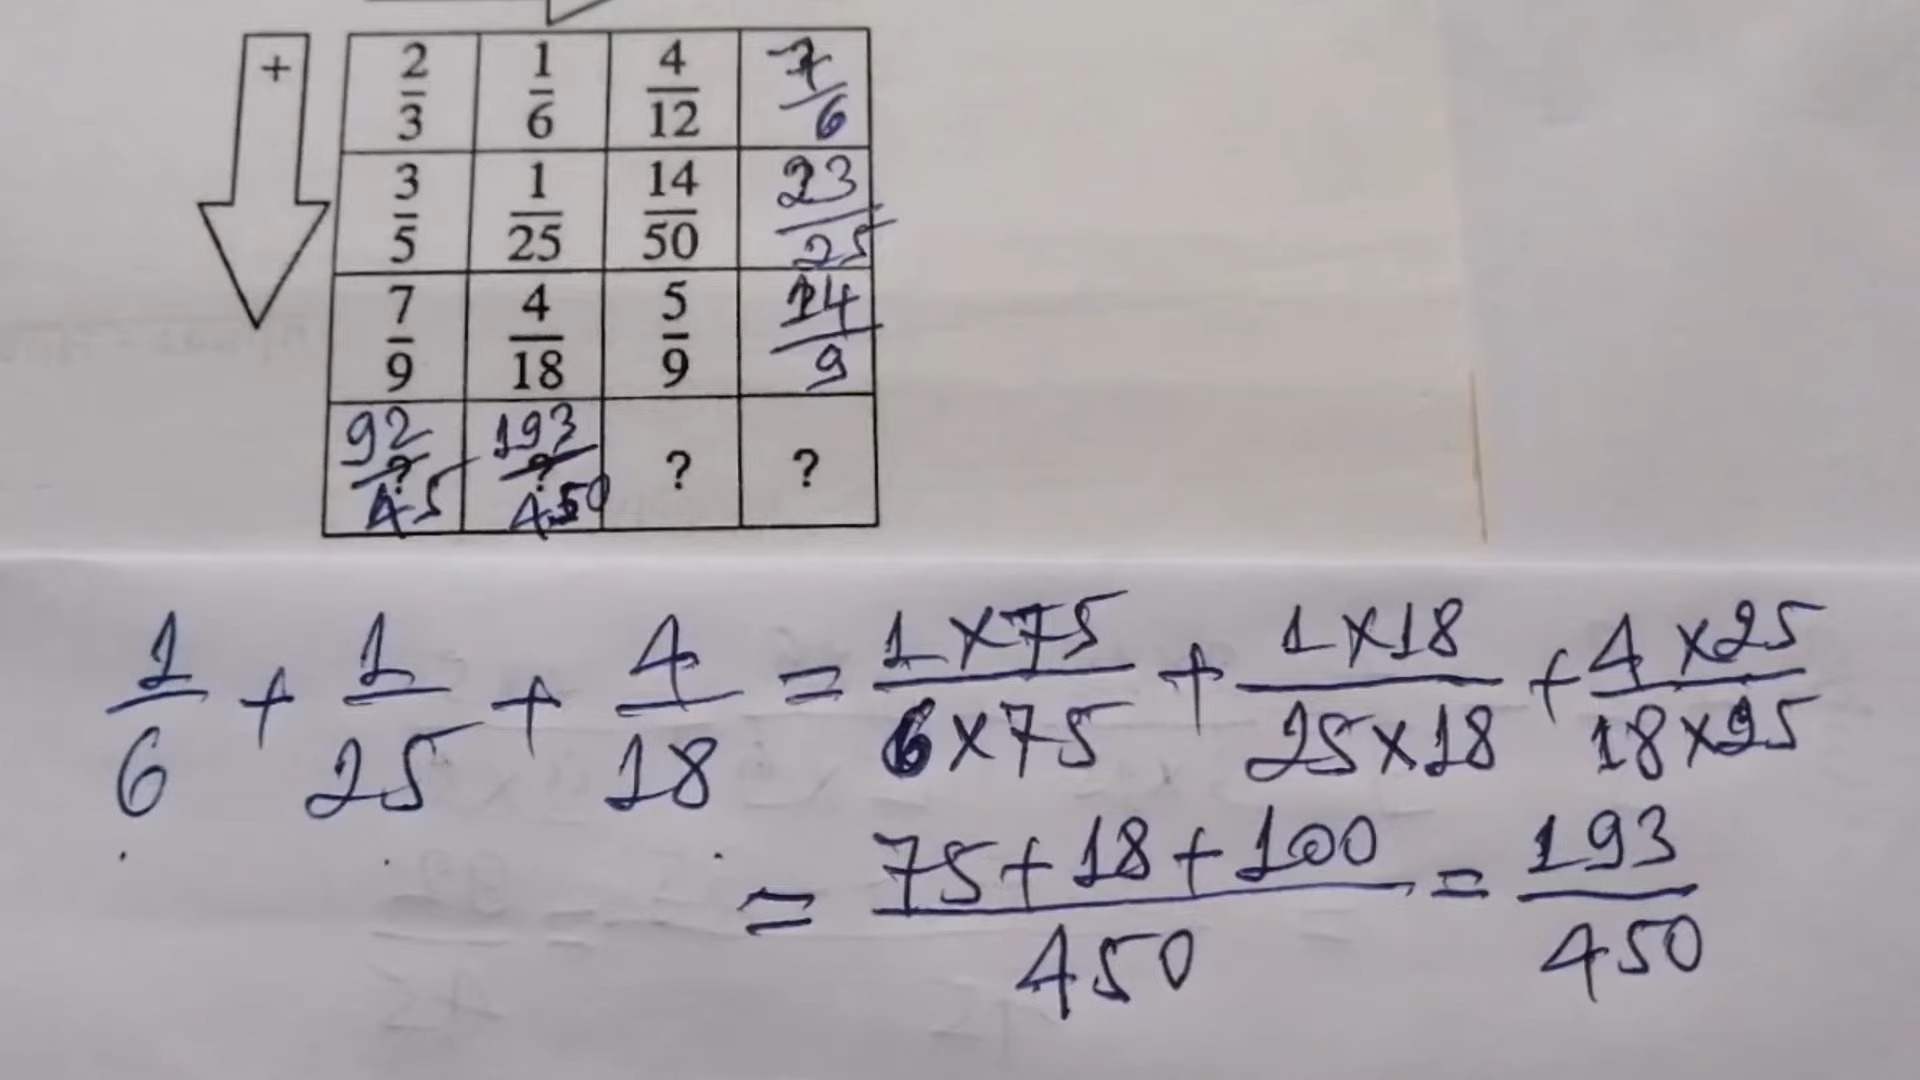 + 2/3 1/6 4/12 7/6
3/5 1/25 14/50 23/25
7/9 4/18 5/9 14/9
92/45 193/450 ? ?
1/6 + 1/25 + 4/18 = 1×75/6×75 + 1×18/25×18 + 4×25/18×25
= 75+18+100/450 = 193/450